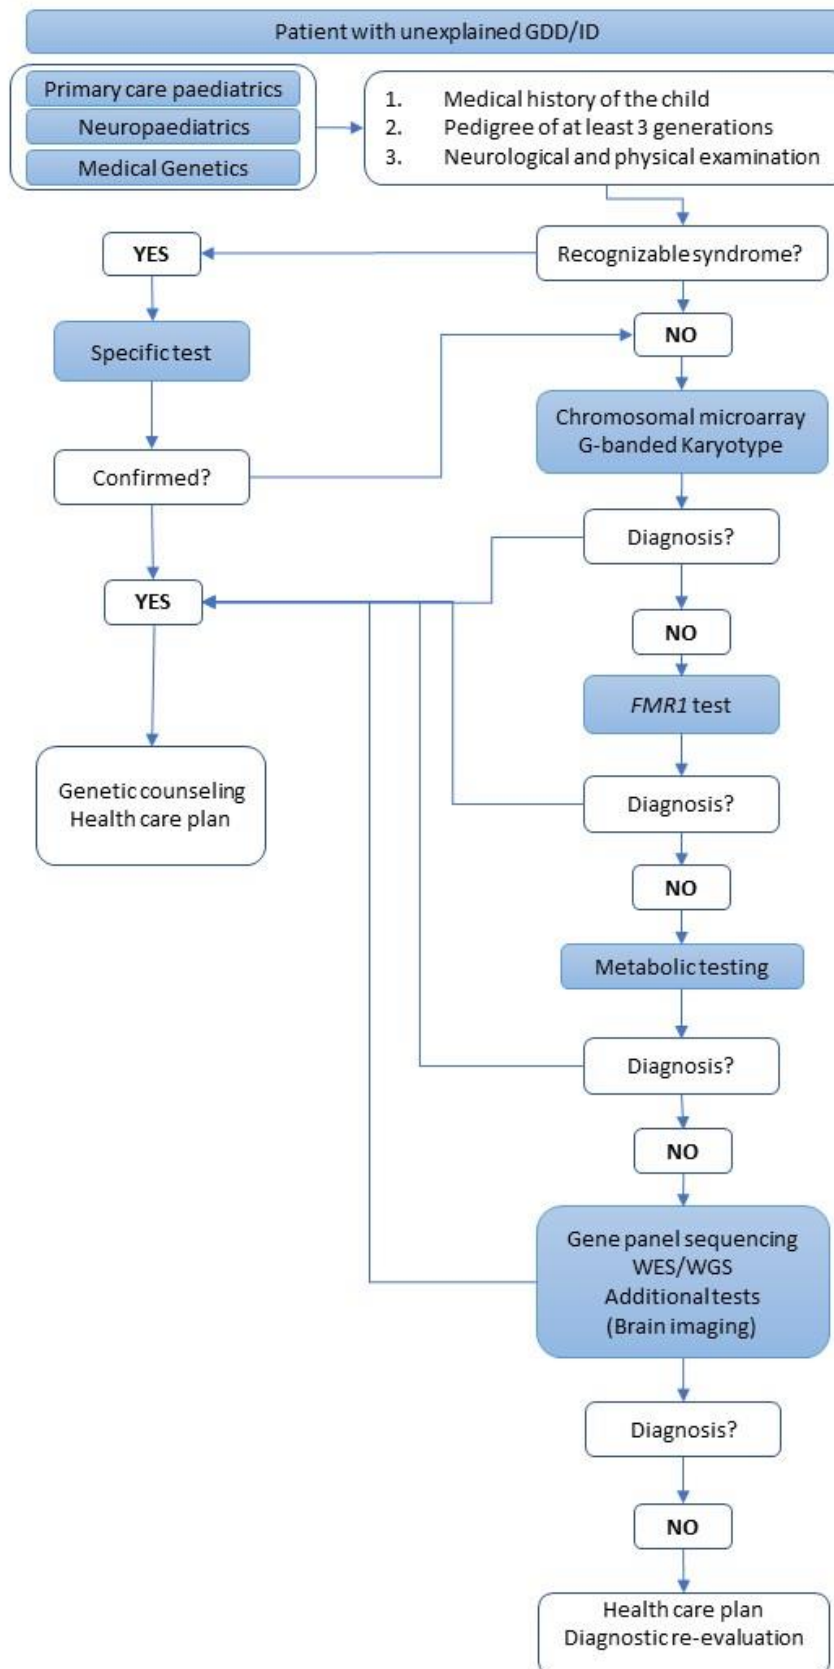 Patient with unexplained GDD/ID
Primary care paediatrics
Neuropaediatrics
Medical Genetics
1. Medical history of the child
2. Pedigree of at least 3 generations
3. Neurological and physical examination
YES
Recognizable syndrome?
Specific test
NO
Chromosomal microarray
G-banded Karyotype
Confirmed?
Diagnosis?
YES
NO
FMR1 test
Genetic counseling
Health care plan
Diagnosis?
NO
Metabolic testing
Diagnosis?
NO
Gene panel sequencing
WES/WGS
Additional tests
(Brain imaging)
Diagnosis?
NO
Health care plan
Diagnostic re-evaluation